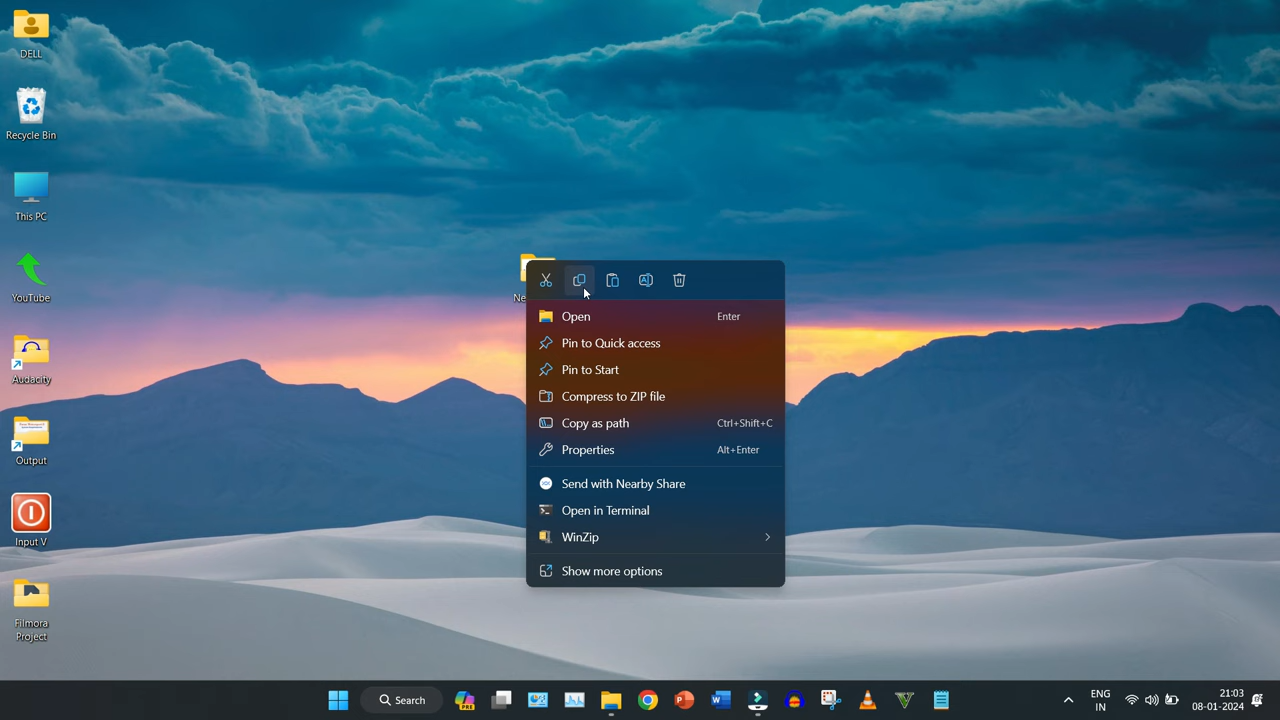 DELL
Recycle Bin
This PC
YouTube
Audacity
Output
Input V
Filmora
Project
Open Enter
Pin to Quick access
Pin to Start
Compress to ZIP file
Copy as path Ctrl+Shift+C
Properties Alt+Enter
Send with Nearby Share
Open in Terminal
WinZip
Show more options
Search
PRE
ENG
IN
21:03
08-01-2024